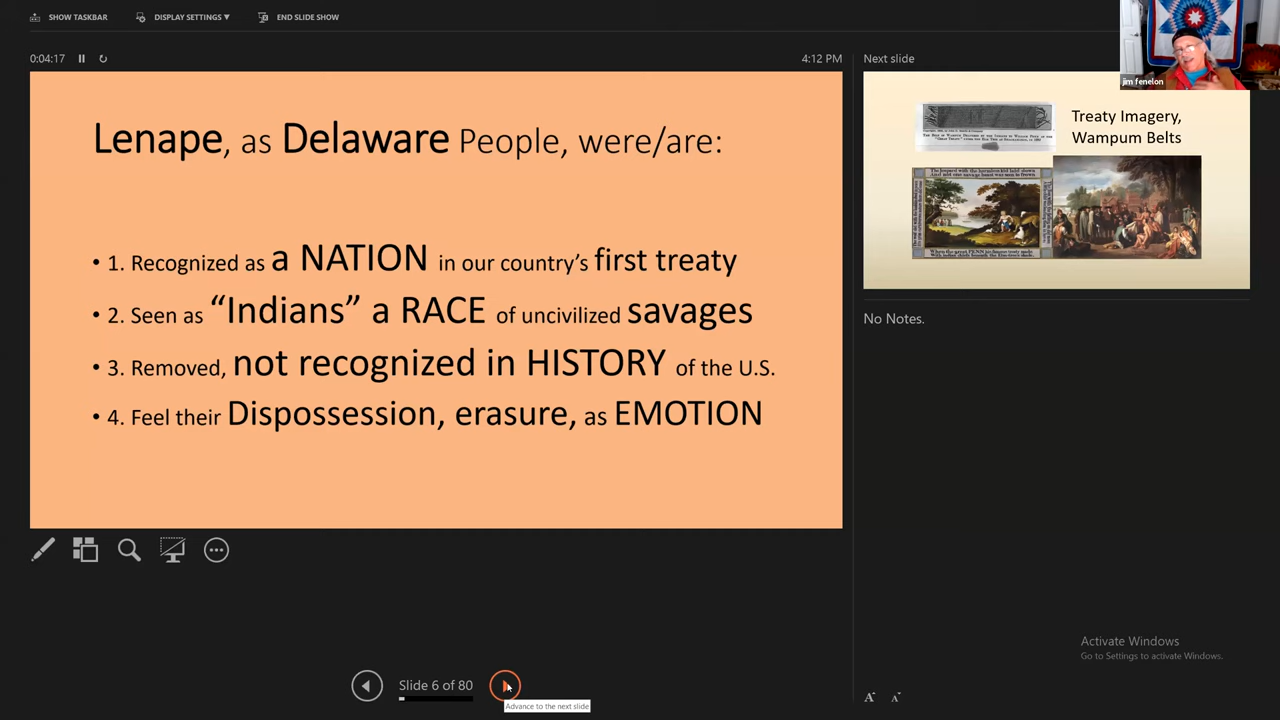 SHOW TASKBAR
DISPLAY SETTINGS ▼
END SLIDE SHOW
0:04:17
4:12 PM
Next slide
jim fenelon
Lenape, as Delaware People, were/are:
• 1. Recognized as a NATION in our country's first treaty
• 2. Seen as “Indians” a RACE of uncivilized savages
• 3. Removed, not recognized in HISTORY of the U.S.
• 4. Feel their Dispossession, erasure, as EMOTION
Treaty Imagery,
Wampum Belts
No Notes.
Activate Windows
Go to Settings to activate Windows.
Slide 6 of 80
Advance to the next slide
A
A